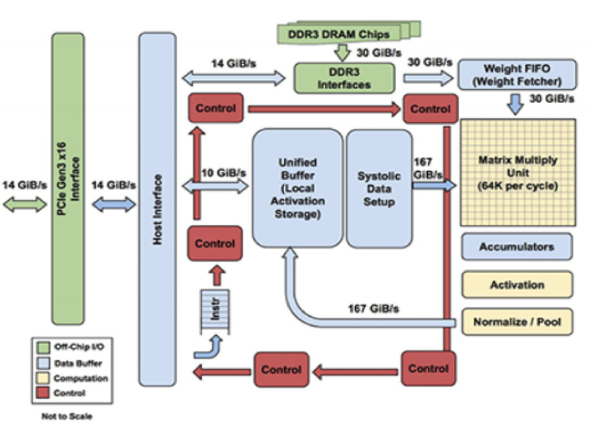 DDR3 DRAM Chips
30 GiB/s
14 GiB/s
DDR3
Interfaces
30 GiB/s
Weight FIFO
(Weight Fetcher)
30 GiB/s
Control
Control
PCIe Gen3 x16
Interface
Host Interface
14 GiB/s
14 GiB/s
10 GiB/s
Unified
Buffer
(Local
Activation
Storage)
Systolic
Data
Setup
167
GiB/s
Matrix Multiply
Unit
(64K per cycle)
Control
Accumulators
Activation
Instr
167 GiB/s
Normalize / Pool
Control
Control
Off-Chip I/O
Data Buffer
Computation
Control
Not to Scale